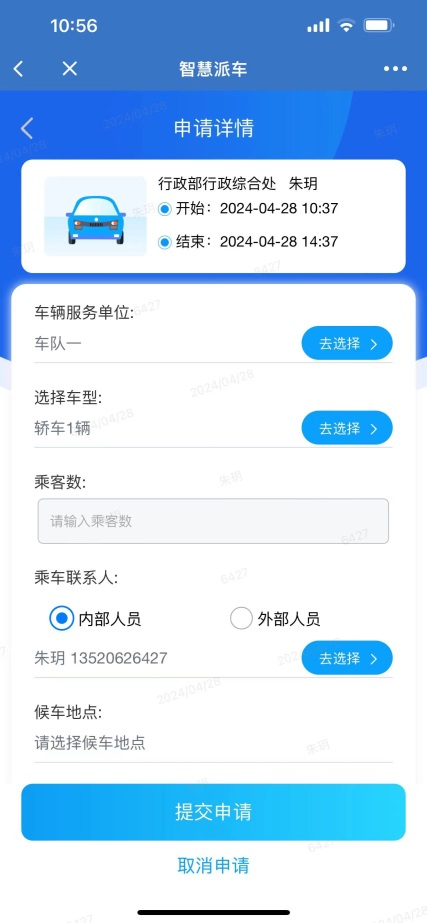 10:56
智慧派车
申请详情
行政部行政综合处 朱玥
开始：2024-04-28 10:37
结束：2024-04-28 14:37
车辆服务单位:
车队一
去选择
选择车型:
轿车1辆
去选择
乘客数:
请输入乘客数
乘车联系人:
内部人员
外部人员
朱玥 13520626427
去选择
候车地点:
请选择候车地点
提交申请
取消申请